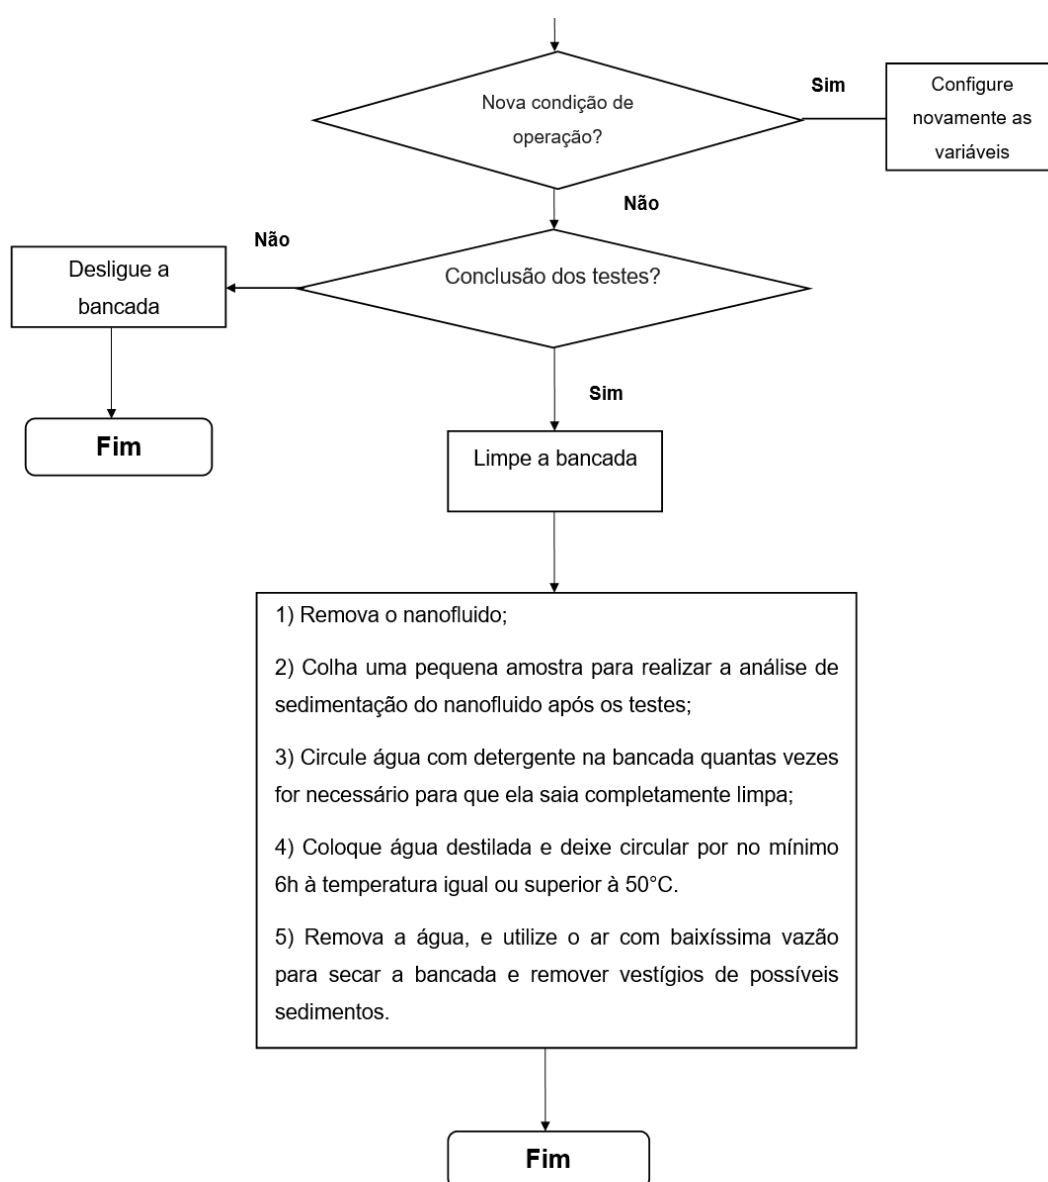 Nova condição de
operação?
Sim
Configure
novamente as
variáveis
Não
Não
Desligue a
bancada
Conclusão dos testes?
Fim
Sim
Limpe a bancada
1) Remova o nanofluido;
2) Colha uma pequena amostra para realizar a análise de
sedimentação do nanofluido após os testes;
3) Circule água com detergente na bancada quantas vezes
for necessário para que ela saia completamente limpa;
4) Coloque água destilada e deixe circular por no mínimo
6h à temperatura igual ou superior à 50°C.
5) Remova a água, e utilize o ar com baixíssima vazão
para secar a bancada e remover vestígios de possíveis
sedimentos.
Fim